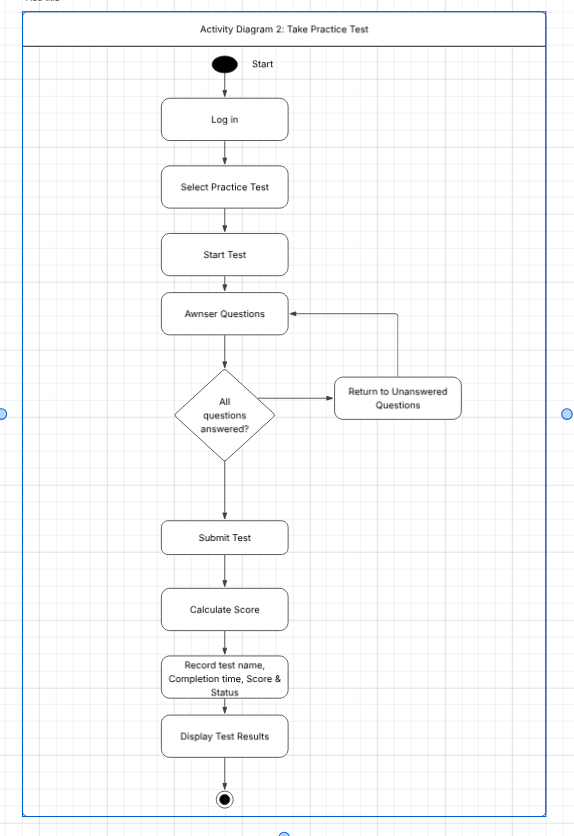 Activity Diagram 2: Take Practice Test
Start
Log in
Select Practice Test
Start Test
Awnser Questions
Return to Unanswered
Questions
All
questions
answered?
Submit Test
Calculate Score
Record test name,
Completion time, Score &
Status
Display Test Results